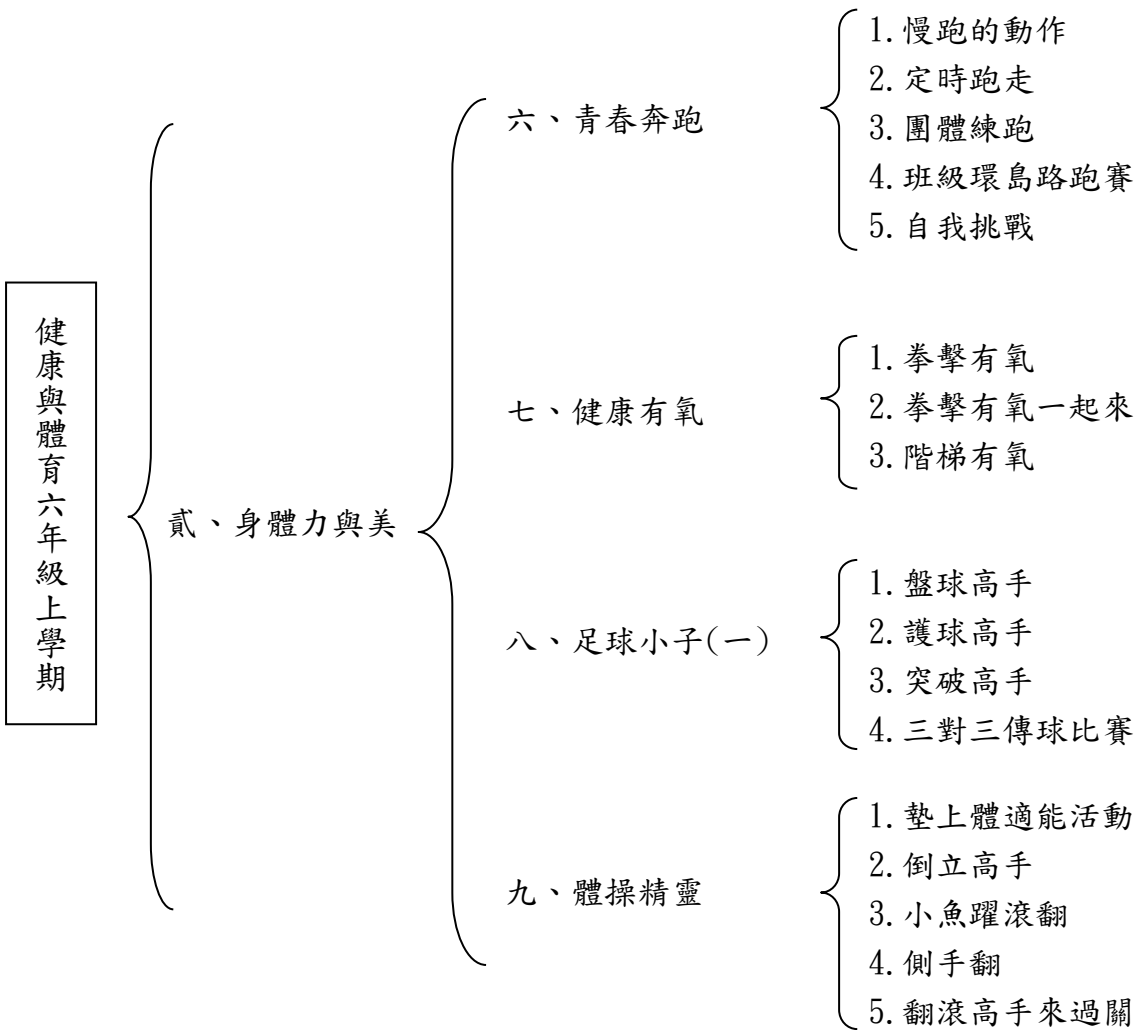 健康與體育六年級上學期
貳、身體力與美
六、青春奔跑
1.慢跑的動作
2.定時跑走
3.團體練跑
4.班級環島路跑賽
5.自我挑戰
七、健康有氧
1.拳擊有氧
2.拳擊有氧一起來
3.階梯有氧
八、足球小子(一)
1.盤球高手
2.護球高手
3.突破高手
4.三對三傳球比賽
九、體操精靈
1.墊上體適能活動
2.倒立高手
3.小魚躍滾翻
4.側手翻
5.翻滾高手來過關